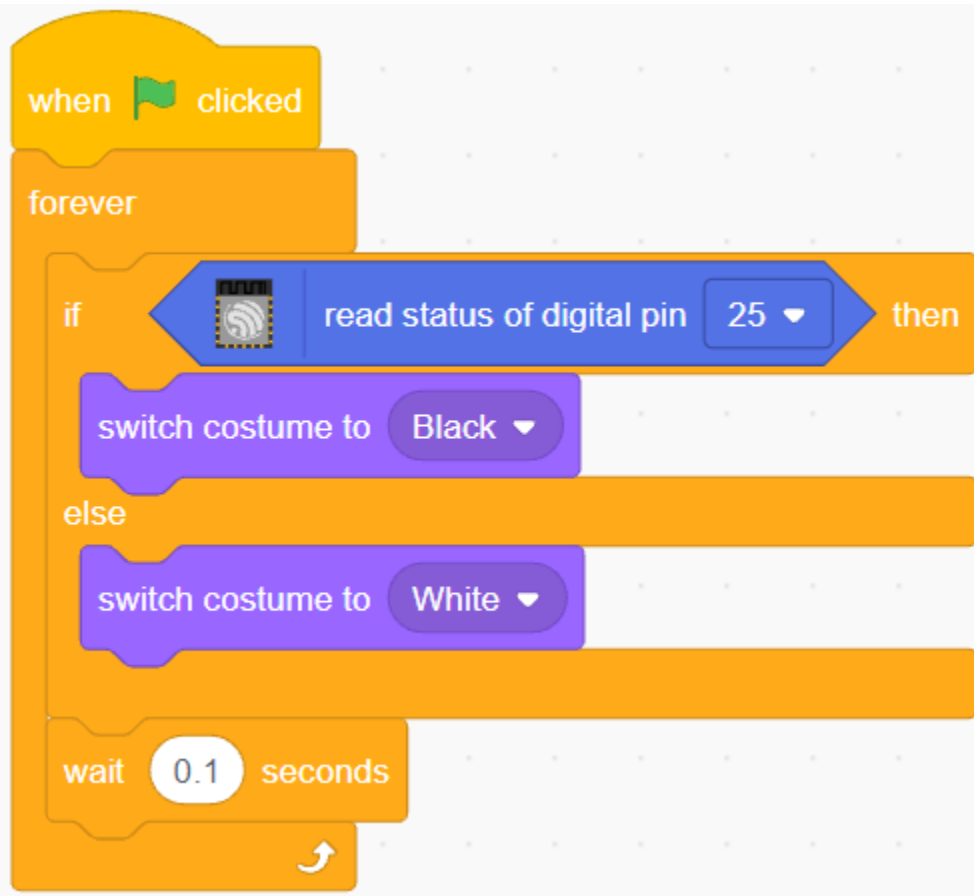 when clicked
forever
if read status of digital pin 25 then
switch costume to Black
else
switch costume to White
wait 0.1 seconds